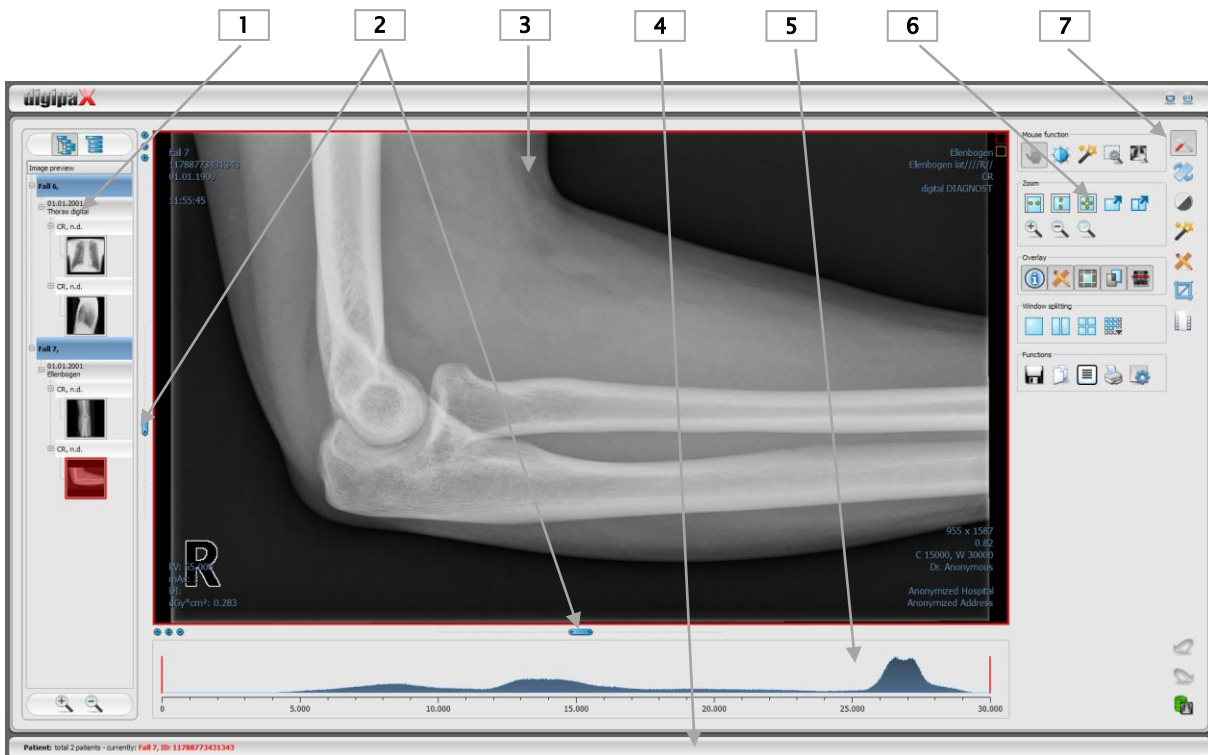 1 2 3 4 5 6 7
digipaX
Image preview
Fall 6,
01.01.2001
Thorax digital
CR, n.d.
CR, n.d.
Fall 7,
01.01.2001
Ellenbogen
CR, n.d.
CR, n.d.
Fall 7
11788773431343
01.01.1900
11:55:45
Ellenbogen
Ellenbogen lat////R//
CR
digital DIAGNOST
R
kV: 55.000
mAs:
DI:
dGy*cm²: 0.283
955 x 1587
0.82
C 15000, W 30000
Dr. Anonymous
Anonymized Hospital
Anonymized Address
0 5.000 10.000 15.000 20.000 25.000 30.000
Mouse function
Zoom
Overlay
Window splitting
Functions
Patient: total 2 patients - currently: Fall 7, ID: 11788773431343